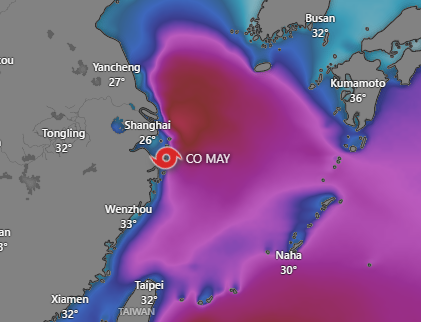 Busan
32°
Yancheng
27°
Kumamoto
36°
Shanghai
26°
Tongling
32°
CO MAY
Wenzhou
33°
Naha
30°
Taipei
32°
Xiamen
32°
TAIWAN